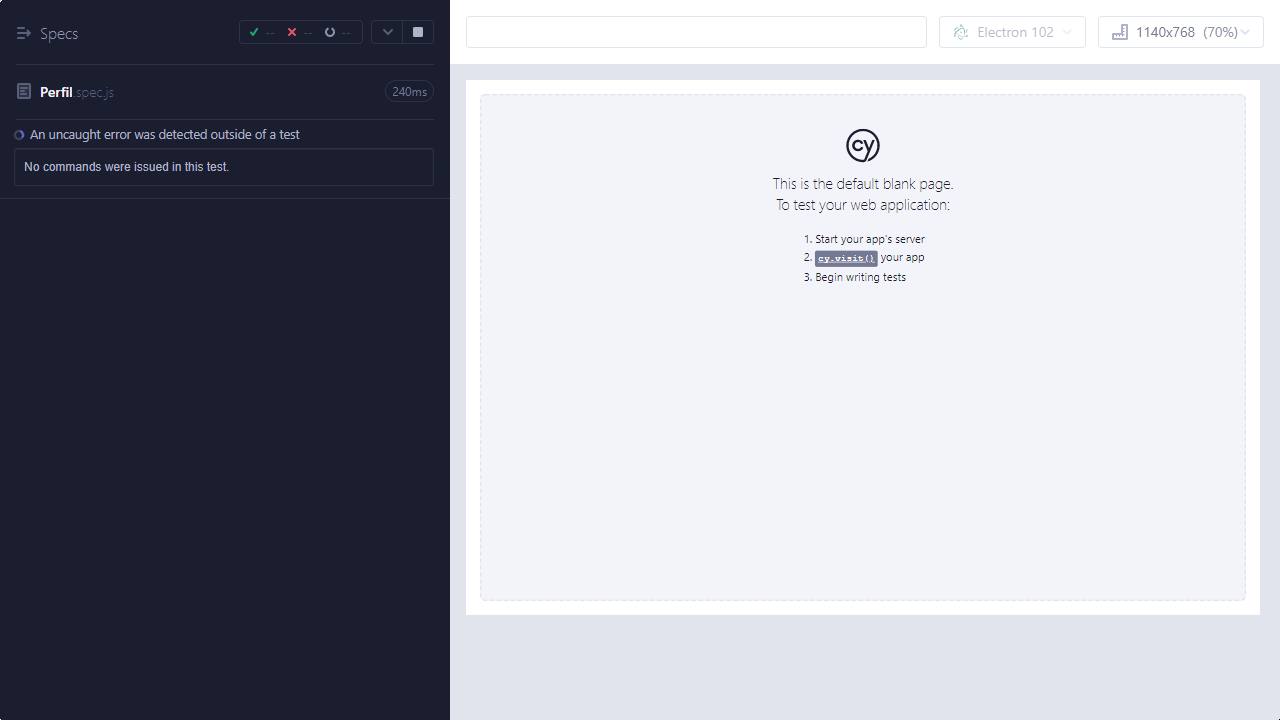 Specs
--
--
--
Perfil.spec.js
240ms
An uncaught error was detected outside of a test
No commands were issued in this test.
Electron 102
1140x768 (70%)
cy
This is the default blank page.
To test your web application:
1. Start your app's server
2. cy.visit() your app
3. Begin writing tests